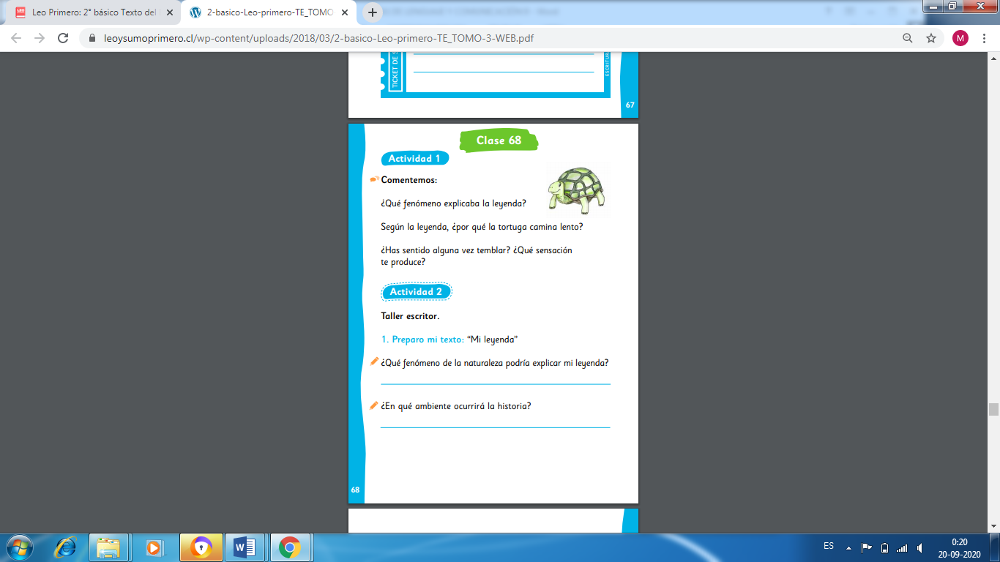 Leo Primero: 2° básico Texto del
2-basico-Leo-primero-TE_TOMO-
leoysumoprimero.cl/wp-content/uploads/2018/03/2-basico-Leo-primero-TE_TOMO-3-WEB.pdf
M
TICKET DE S
ESCRITURA
67
Clase 68
Actividad 1
Comentemos:
¿Qué fenómeno explicaba la leyenda?
Según la leyenda, ¿por qué la tortuga camina lento?
¿Has sentido alguna vez temblar? ¿Qué sensación
te produce?
Actividad 2
Taller escritor.
1. Preparo mi texto: “Mi leyenda”
¿Qué fenómeno de la naturaleza podría explicar mi leyenda?
¿En qué ambiente ocurrirá la historia?
68
ES
0:20
20-09-2020